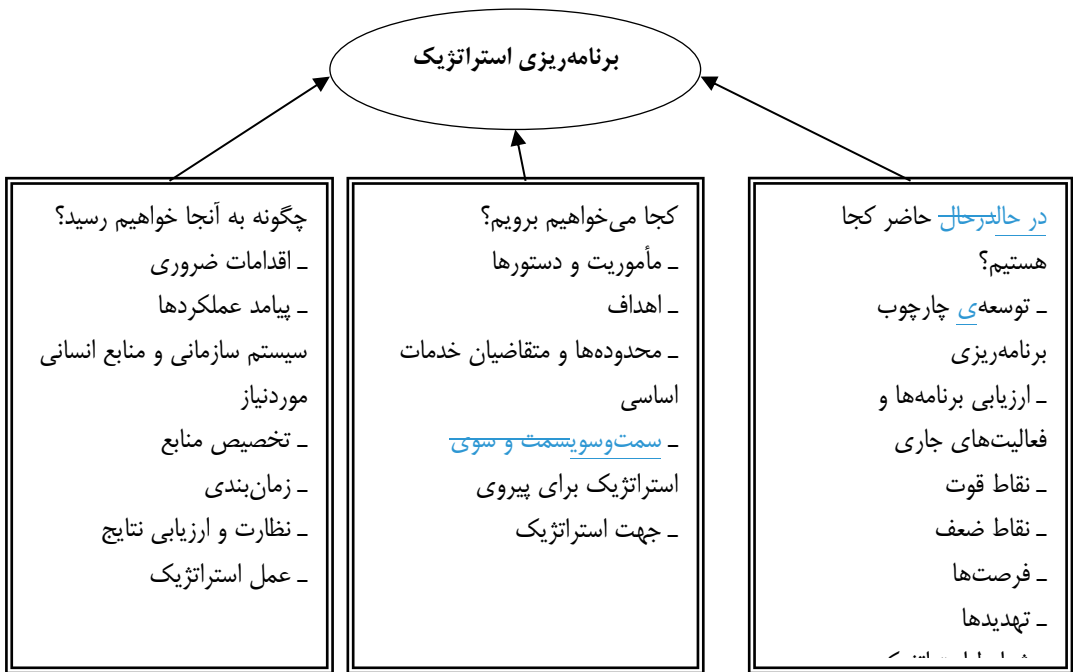 برنامه‌ریزی استراتژیک
در حالدرحال حاضر کجا
هستیم؟
ـ توسعه‌ی چارچوب
برنامه‌ریزی
ـ ارزیابی برنامه‌ها و
فعالیت‌های جاری
ـ نقاط قوت
ـ نقاط ضعف
ـ فرصت‌ها
ـ تهدیدها
کجا می‌خواهیم برویم؟
ـ مأموریت و دستورها
ـ اهداف
ـ محدوده‌ها و متقاضیان خدمات
اساسی
ـ سمت‌وسویسمت و سوی
استراتژیک برای پیروی
ـ جهت استراتژیک
چگونه به آنجا خواهیم رسید؟
ـ اقدامات ضروری
ـ پیامد عملکردها
سیستم سازمانی و منابع انسانی
موردنیاز
ـ تخصیص منابع
ـ زمان‌بندی
ـ نظارت و ارزیابی نتایج
ـ عمل استراتژیک